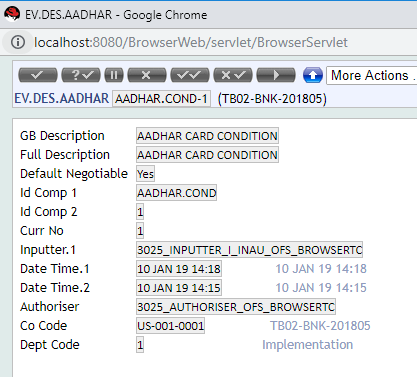 EV.DES.AADHAR - Google Chrome
localhost:8080/BrowserWeb/servlet/BrowserServlet
More Actions ..
EV.DES.AADHAR AADHAR.COND-1 (TB02-BNK-201805)
GB Description AADHAR CARD CONDITION
Full Description AADHAR CARD CONDITION
Default Negotiable Yes
Id Comp 1 AADHAR.COND
Id Comp 2 1
Curr No 1
Inputter.1 3025_INPUTTER_I_INAU_OFS_BROWSERTC
Date Time.1 10 JAN 19 14:18 10 JAN 19 14:18
Date Time.2 10 JAN 19 14:15 10 JAN 19 14:15
Authoriser 3025_AUTHORISER_OFS_BROWSERTC
Co Code US-001-0001 TB02-BNK-201805
Dept Code 1 Implementation